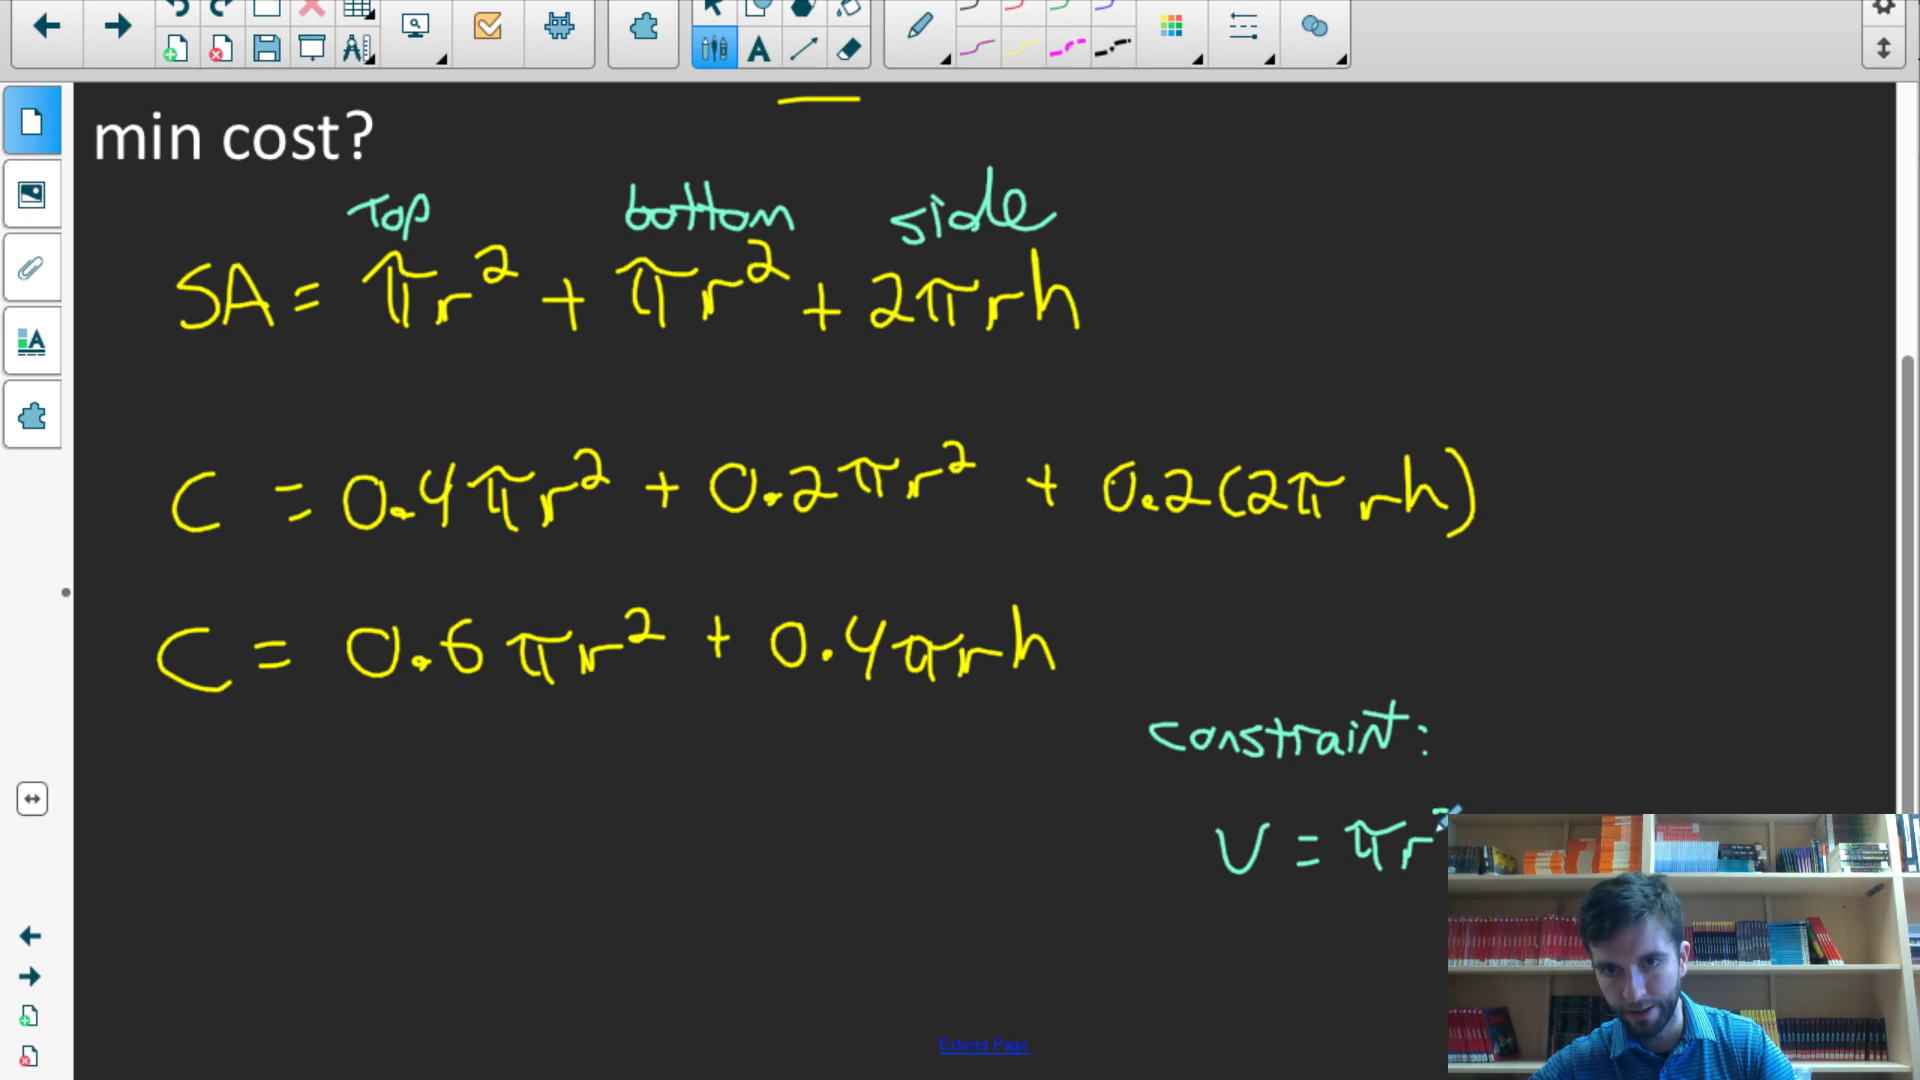 min cost?
Top bottom side
SA = πr² + πr² + 2πrh
C = 0.4πr² + 0.2πr² + 0.2(2πrh)
C = 0.6πr² + 0.4πrh
constraint:
V = πr²
Extend Page